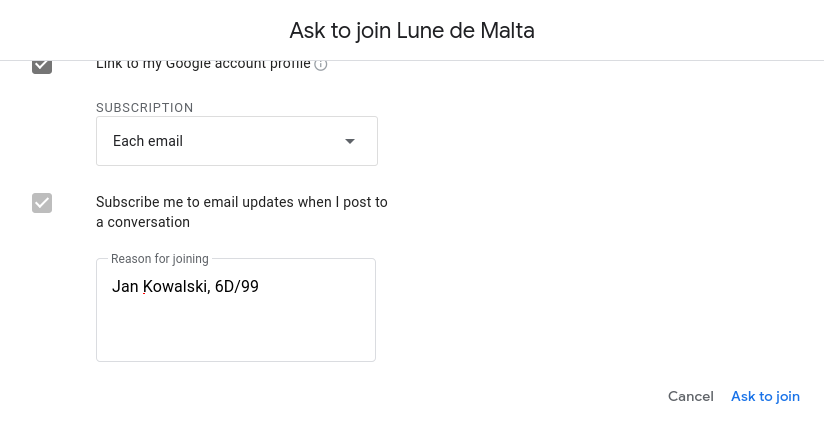 Ask to join Lune de Malta
Link to my Google account profile
SUBSCRIPTION
Each email
Subscribe me to email updates when I post to
a conversation
Reason for joining
Jan Kowalski, 6D/99
Cancel Ask to join